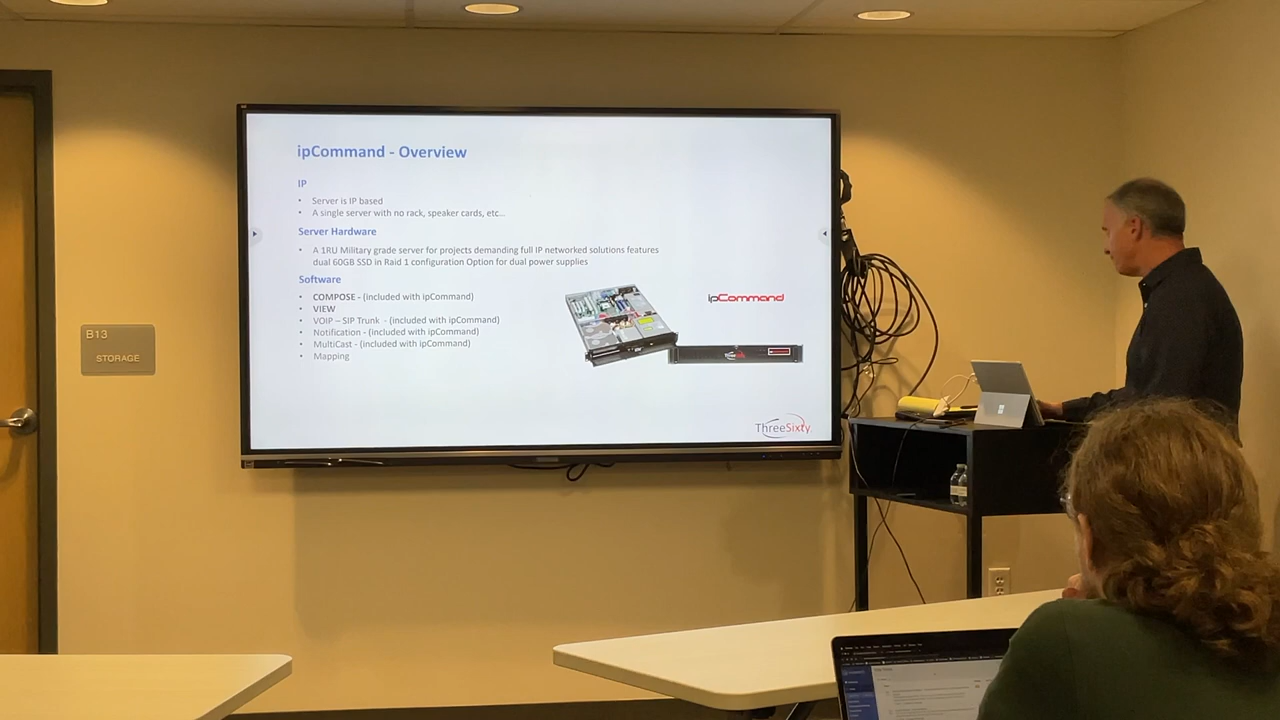 ipCommand - Overview
IP
• Server is IP based
• A single server with no rack, speaker cards, etc...
Server Hardware
• A 1RU Military grade server for projects demanding full IP networked solutions features
dual 60GB SSD in Raid 1 configuration Option for dual power supplies
Software
• COMPOSE - (included with ipCommand)
• VIEW
• VOIP – SIP Trunk - (included with ipCommand)
• Notification - (included with ipCommand)
• MultiCast - (included with ipCommand)
• Mapping
ipCommand
ThreeSixty
ThreeSixty
B13
STORAGE